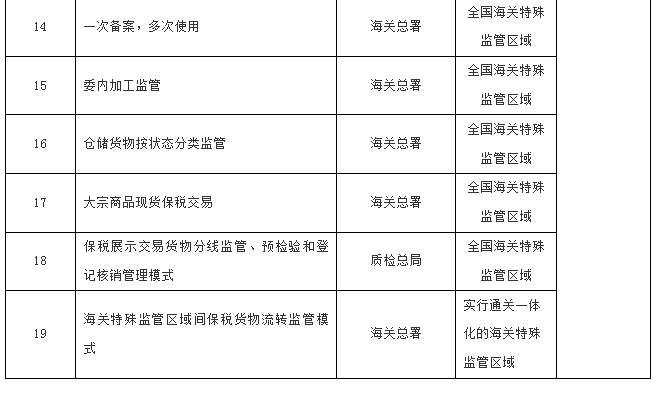 14 一次备案，多次使用 海关总署 全国海关特殊
监管区域
15 委内加工监管 海关总署 全国海关特殊
监管区域
16 仓储货物按状态分类监管 海关总署 全国海关特殊
监管区域
17 大宗商品现货保税交易 海关总署 全国海关特殊
监管区域
18 保税展示交易货物分线监管、预检验和登
记核销管理模式 质检总局 全国海关特殊
监管区域
19 海关特殊监管区域间保税货物流转监管模
式 海关总署 实行通关一体
化的海关特殊
监管区域